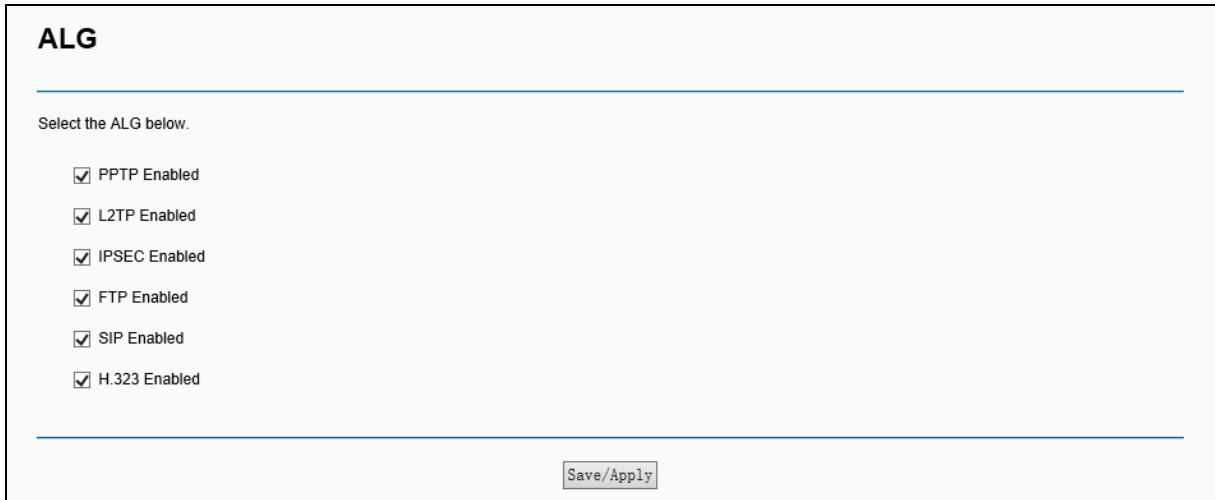 ALG
Select the ALG below.
PPTP Enabled
L2TP Enabled
IPSEC Enabled
FTP Enabled
SIP Enabled
H.323 Enabled
Save/Apply